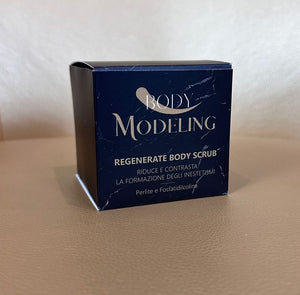 BODY
MODELING
REGENERATE BODY SCRUB
RIDUCE E CONTRASTA
LA FORMAZIONE DEGLI INESTETISMI
Perlite e Fosfatidilcolina